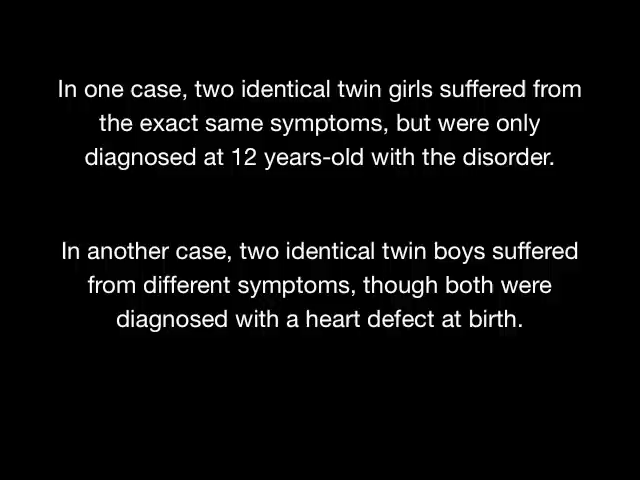 In one case, two identical twin girls suffered from
the exact same symptoms, but were only
diagnosed at 12 years-old with the disorder.
In another case, two identical twin boys suffered
from different symptoms, though both were
diagnosed with a heart defect at birth.